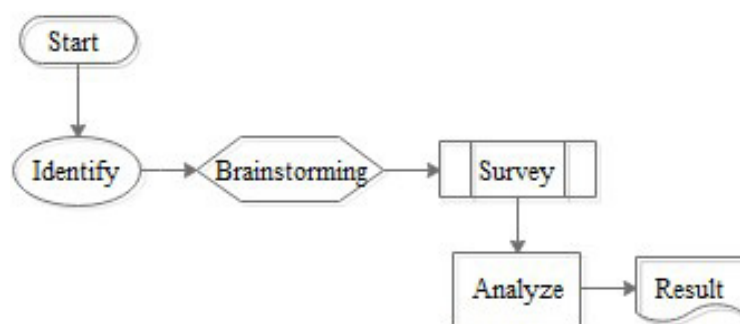 Start
Identify
Brainstorming
Survey
Analyze
Result